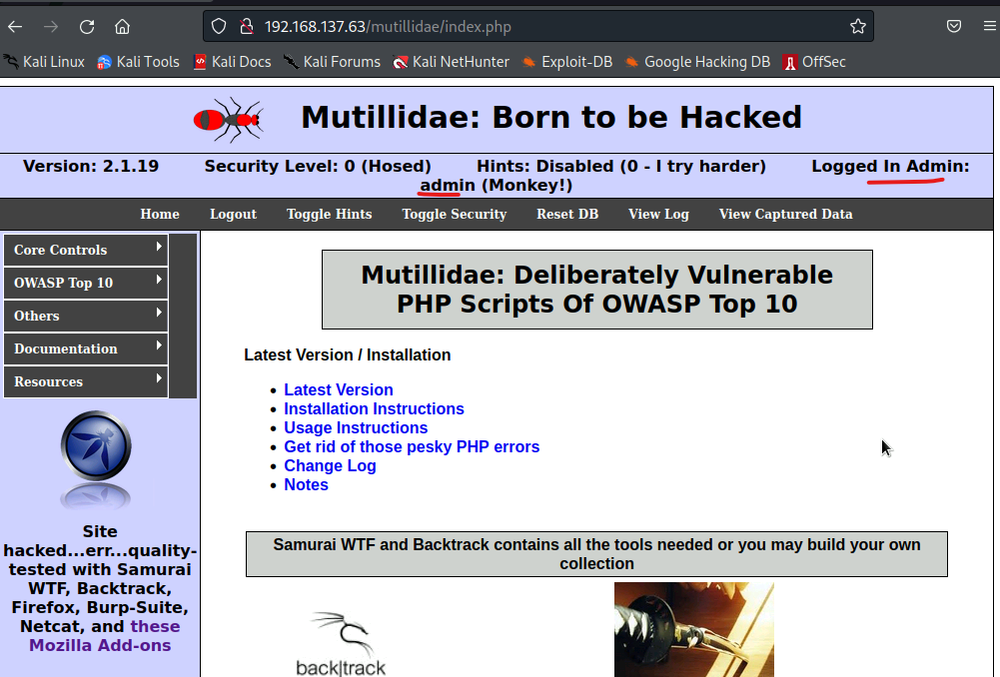 192.168.137.63/mutillidae/index.php
Kali Linux Kali Tools Kali Docs Kali Forums Kali NetHunter Exploit-DB Google Hacking DB OffSec
Mutillidae: Born to be Hacked
Version: 2.1.19 Security Level: 0 (Hosed) Hints: Disabled (0 - I try harder) Logged In Admin:
admin (Monkey!)
Home Logout Toggle Hints Toggle Security Reset DB View Log View Captured Data
Core Controls
OWASP Top 10
Others
Documentation
Resources
Site
hacked...err...quality-
tested with Samurai
WTF, Backtrack,
Firefox, Burp-Suite,
Netcat, and these
Mozilla Add-ons
Mutillidae: Deliberately Vulnerable
PHP Scripts Of OWASP Top 10
Latest Version / Installation
Latest Version
Installation Instructions
Usage Instructions
Get rid of those pesky PHP errors
Change Log
Notes
Samurai WTF and Backtrack contains all the tools needed or you may build your own
collection
back|track